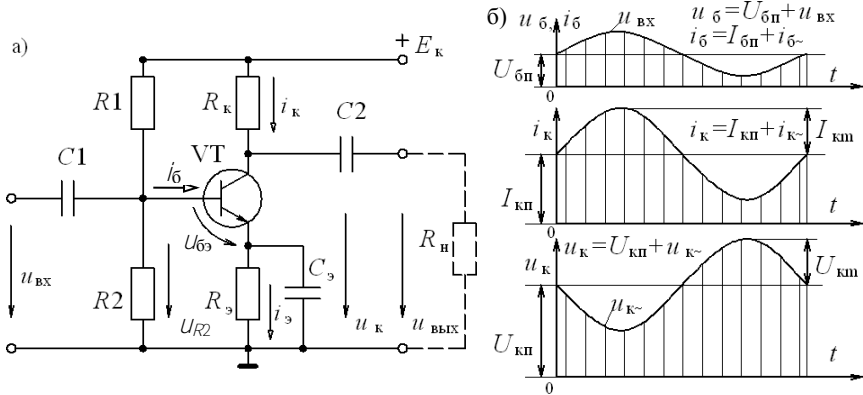 а)
+ Eк
R1
Rк
iк
C2
C1
VT
iб
uбэ
Rн
uвх
R2
uR2
Rэ
iэ
Cэ
uк
uвых
б)
uб, iб
uвх
uб=Uбп+uвх
iб=Iбп+iб~
Uбп
0
t
iк
iк=Iкп+iк~
Iкm
Iкп
0
t
uк
uк=Uкп+uк~
Uкm
uк~
Uкп
0
t